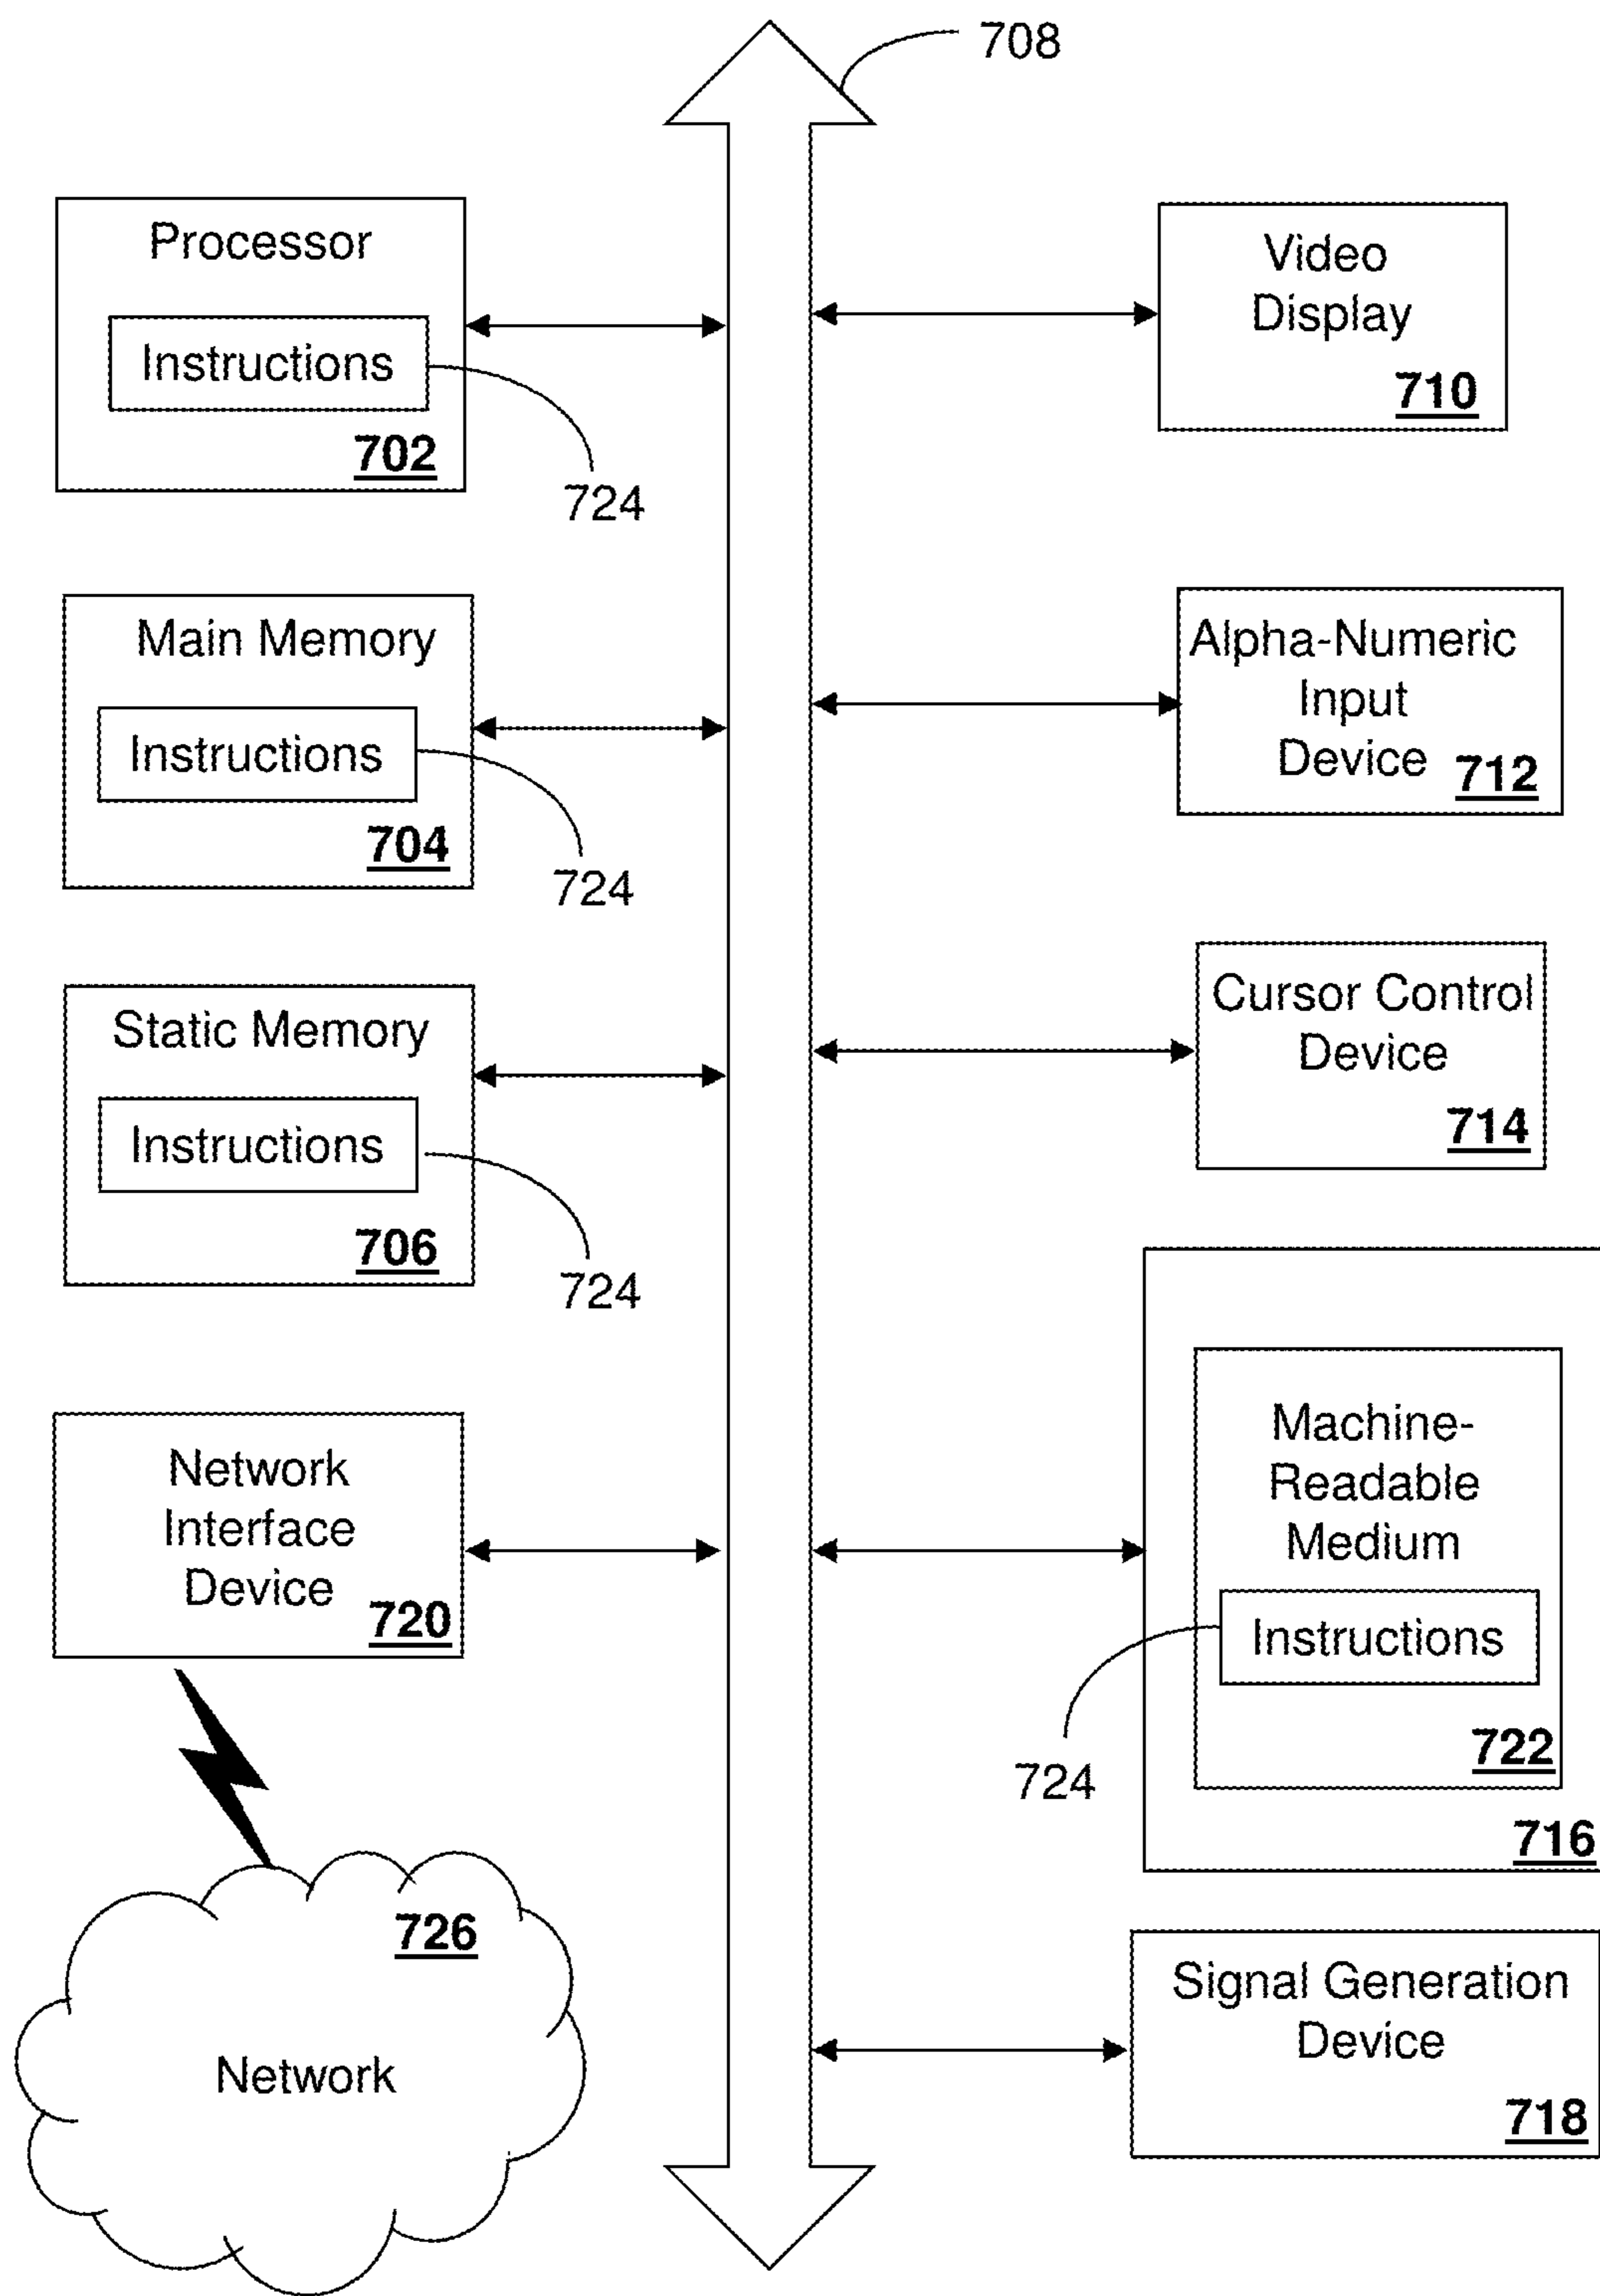 708
Processor
Instructions
702
724
Main Memory
Instructions
704
724
Static Memory
Instructions
706
724
Network
Interface
Device
720
726
Network
Video
Display
710
Alpha-Numeric
Input
Device
712
Cursor Control
Device
714
Machine-
Readable
Medium
Instructions
722
724
716
Signal Generation
Device
718